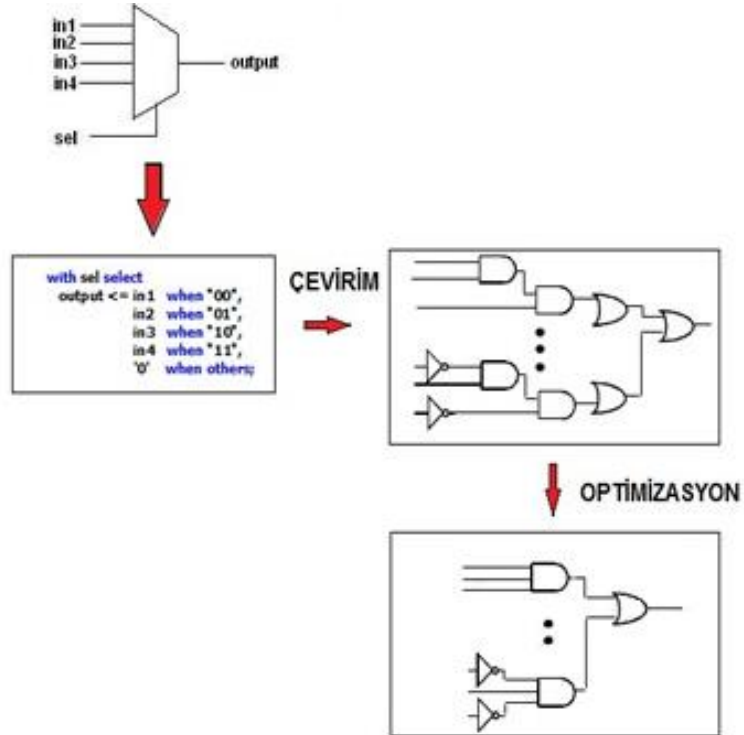 in1
in2
in3
in4
output
sel
with sel select
output <= in1 when "00",
in2 when "01",
in3 when "10",
in4 when "11",
'0' when others;
ÇEVİRİM
OPTİMİZASYON